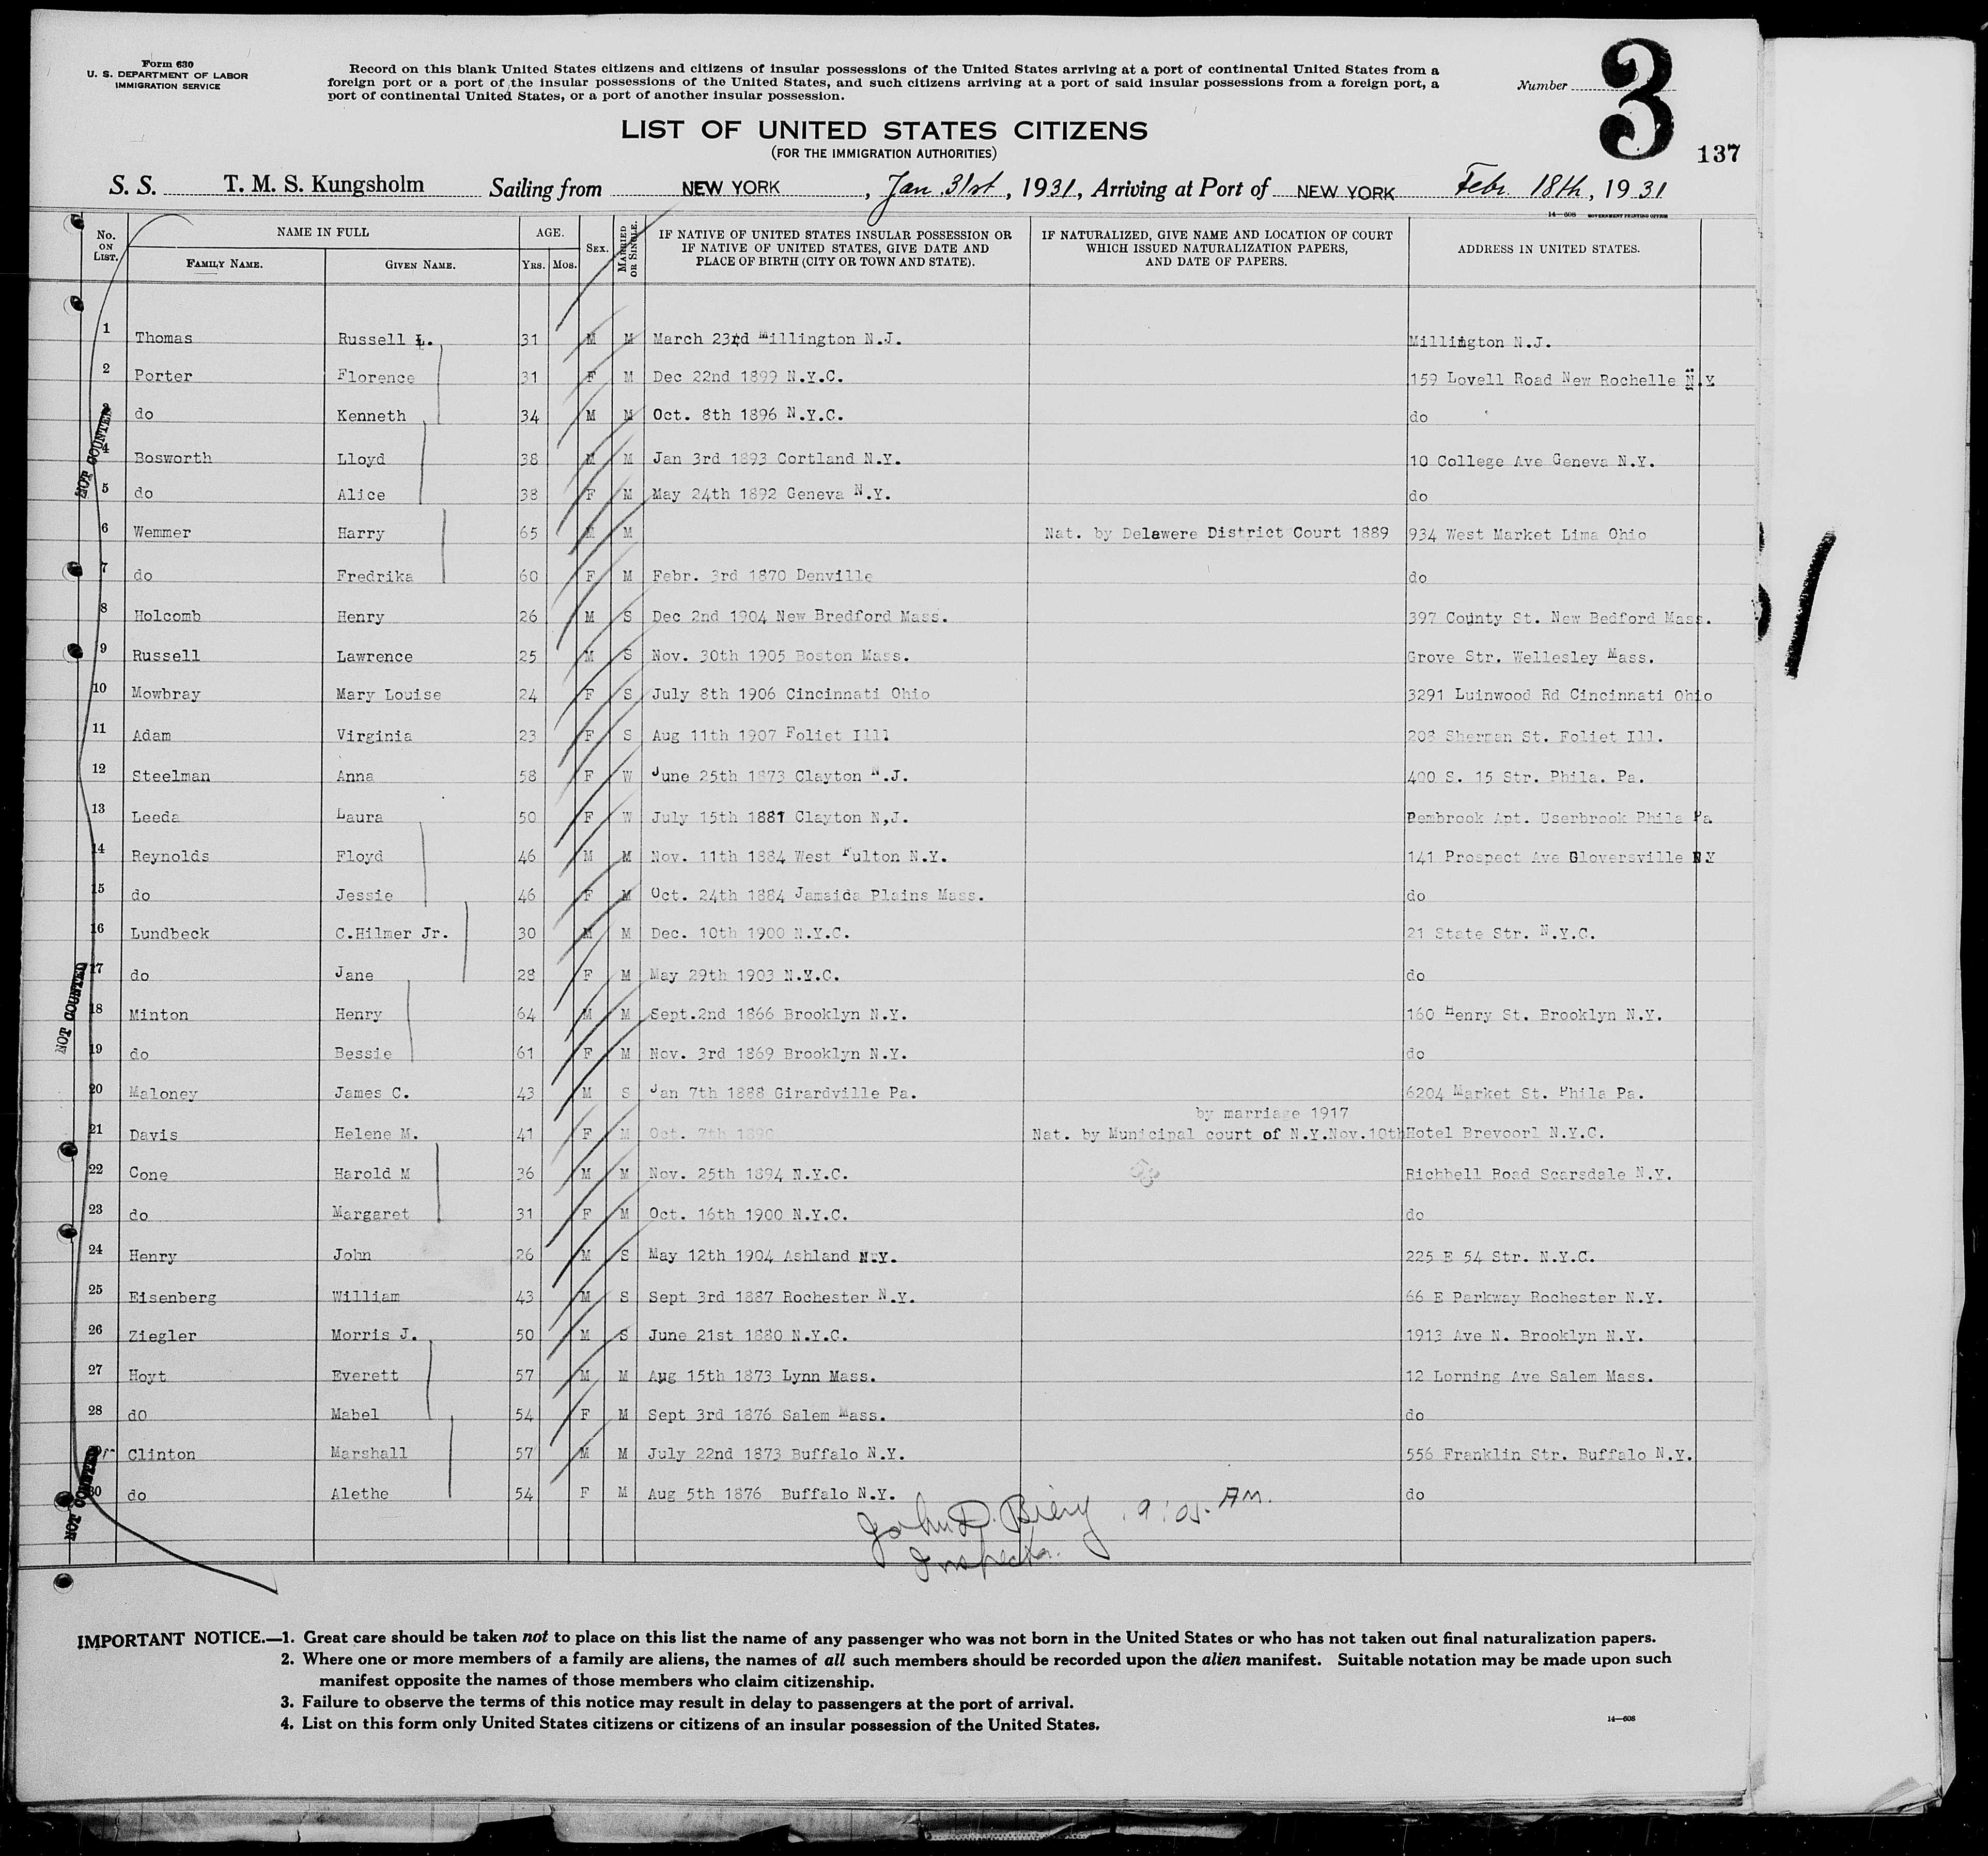 Form 630
U. S. DEPARTMENT OF LABOR
IMMIGRATION SERVICE
Record on this blank United States citizens and citizens of insular possessions of the United States arriving at a port of continental United States from a
foreign port or a port of the insular possessions of the United States, and such citizens arriving at a port of said insular possessions from a foreign port, a
port of continental United States, or a port of another insular possession.
Number 3
137
LIST OF UNITED STATES CITIZENS
(FOR THE IMMIGRATION AUTHORITIES)
S. S. T. M. S. Kungsholm Sailing from NEW YORK, Jan. 31st, 1931, Arriving at Port of NEW YORK Febr. 18th, 1931
14—608 GOVERNMENT PRINTING OFFICE
No. ON LIST. NAME IN FULL FAMILY NAME. GIVEN NAME. AGE. YRS. MOS. SEX. MARRIED OR SINGLE. IF NATIVE OF UNITED STATES INSULAR POSSESSION OR IF NATIVE OF UNITED STATES, GIVE DATE AND PLACE OF BIRTH (CITY OR TOWN AND STATE). IF NATURALIZED, GIVE NAME AND LOCATION OF COURT WHICH ISSUED NATURALIZATION PAPERS, AND DATE OF PAPERS. ADDRESS IN UNITED STATES.
1 Thomas Russell L. 31 M M March 23rd Millington N.J. Millington N.J.
2 Porter Florence 31 F M Dec 22nd 1899 N.Y.C. 159 Lovell Road New Rochelle N.Y
3 do Kenneth 34 M M Oct. 8th 1896 N.Y.C. do
4 Bosworth Lloyd 38 M M Jan 3rd 1893 Cortland N.Y. 10 College Ave Geneva N.Y.
5 do Alice 38 F M May 24th 1892 Geneva N.Y. do
6 Wemmer Harry 65 M M Nat. by Delawere District Court 1889 934 West Market Lima Ohio
7 do Fredrika 60 F M Febr. 3rd 1870 Denville do
8 Holcomb Henry 26 M S Dec 2nd 1904 New Bredford Mass. 397 County St. New Bedford Mass.
9 Russell Lawrence 25 M S Nov. 30th 1905 Boston Mass. Grove Str. Wellesley Mass.
10 Mowbray Mary Louise 24 F S July 8th 1906 Cincinnati Ohio 3291 Luinwood Rd Cincinnati Ohio
11 Adam Virginia 23 F S Aug 11th 1907 Foliet Illl 208 Sherman St. Foliet Ill.
12 Steelman Anna 58 F W June 25th 1873 Clayton N.J. 400 S. 15 Str. Phila. Pa.
13 Leeda Laura 50 F W July 15th 1881 Clayton N,J. Pembrook Apt. Userbrook Phila Pa
14 Reynolds Floyd 46 M M Nov. 11th 1884 West Fulton N.Y. 141 Prospect Ave Gloversville NY
15 do Jessie 46 F M Oct. 24th 1884 Jamaida Plains Mass. do
16 Lundbeck C.Hilmer Jr. 30 M M Dec. 10th 1900 N.Y.C. 21 State Str. N.Y.C.
17 do Jane 28 F M May 29th 1903 N.Y.C. do
18 Minton Henry 64 M M Sept.2nd 1866 Brooklyn N.Y. 160 Henry St. Brooklyn N.Y.
19 do Bessie 61 F M Nov. 3rd 1869 Brooklyn N.Y. do
20 Maloney James C. 43 M S Jan 7th 1888 Girardville Pa. 6204 Market St. Phila Pa.
by marriage 1917
21 Davis Helene M. 41 F M Oct. 7th Nat. by Municipal court of N.Y.Nov.10th Hotel Brevoorl N.Y.C.
22 Cone Harold M 36 M M Nov. 25th 1894 N.Y.C. Richbell Road Scarsdale N.Y.
23 do Margaret 31 F M Oct. 16th 1900 N.Y.C. do
24 Henry John 26 M S May 12th 1904 Ashland N.Y. 225 E 54 Str. N.Y.C.
25 Eisenberg William 43 M S Sept 3rd 1887 Rochester N.Y. 66 E Parkway Rochester N.Y.
26 Ziegler Morris J. 50 M S June 21st 1880 N.Y.C. 1913 Ave N. Brooklyn N.Y.
27 Hoyt Everett 57 M M Aug 15th 1873 Lynn Mass. 12 Lorning Ave Salem Mass.
28 dO Mabel 54 F M Sept 3rd 1876 Salem Mass. do
Clinton Marshall 57 M M July 22nd 1873 Buffalo N.Y. 556 Franklin Str. Buffalo N.Y.
30 do Alethe 54 F M Aug 5th 1876 Buffalo N.Y. do
NOT COUNTED
NOT COUNTED
NOT COUNTED
John D. Biery 9:05 AM.
Inspector.
IMPORTANT NOTICE.—1. Great care should be taken not to place on this list the name of any passenger who was not born in the United States or who has not taken out final naturalization papers.
2. Where one or more members of a family are aliens, the names of all such members should be recorded upon the alien manifest. Suitable notation may be made upon such
manifest opposite the names of those members who claim citizenship.
3. Failure to observe the terms of this notice may result in delay to passengers at the port of arrival.
4. List on this form only United States citizens or citizens of an insular possession of the United States.
14—608